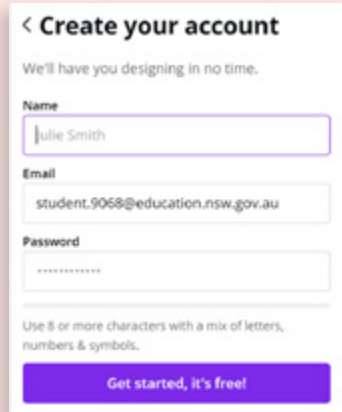 < Create your account
We'll have you designing in no time.
Name
Julie Smith
Email
student.9068@education.nsw.gov.au
Password
Use 8 or more characters with a mix of letters,
numbers & symbols.
Get started, it's free!